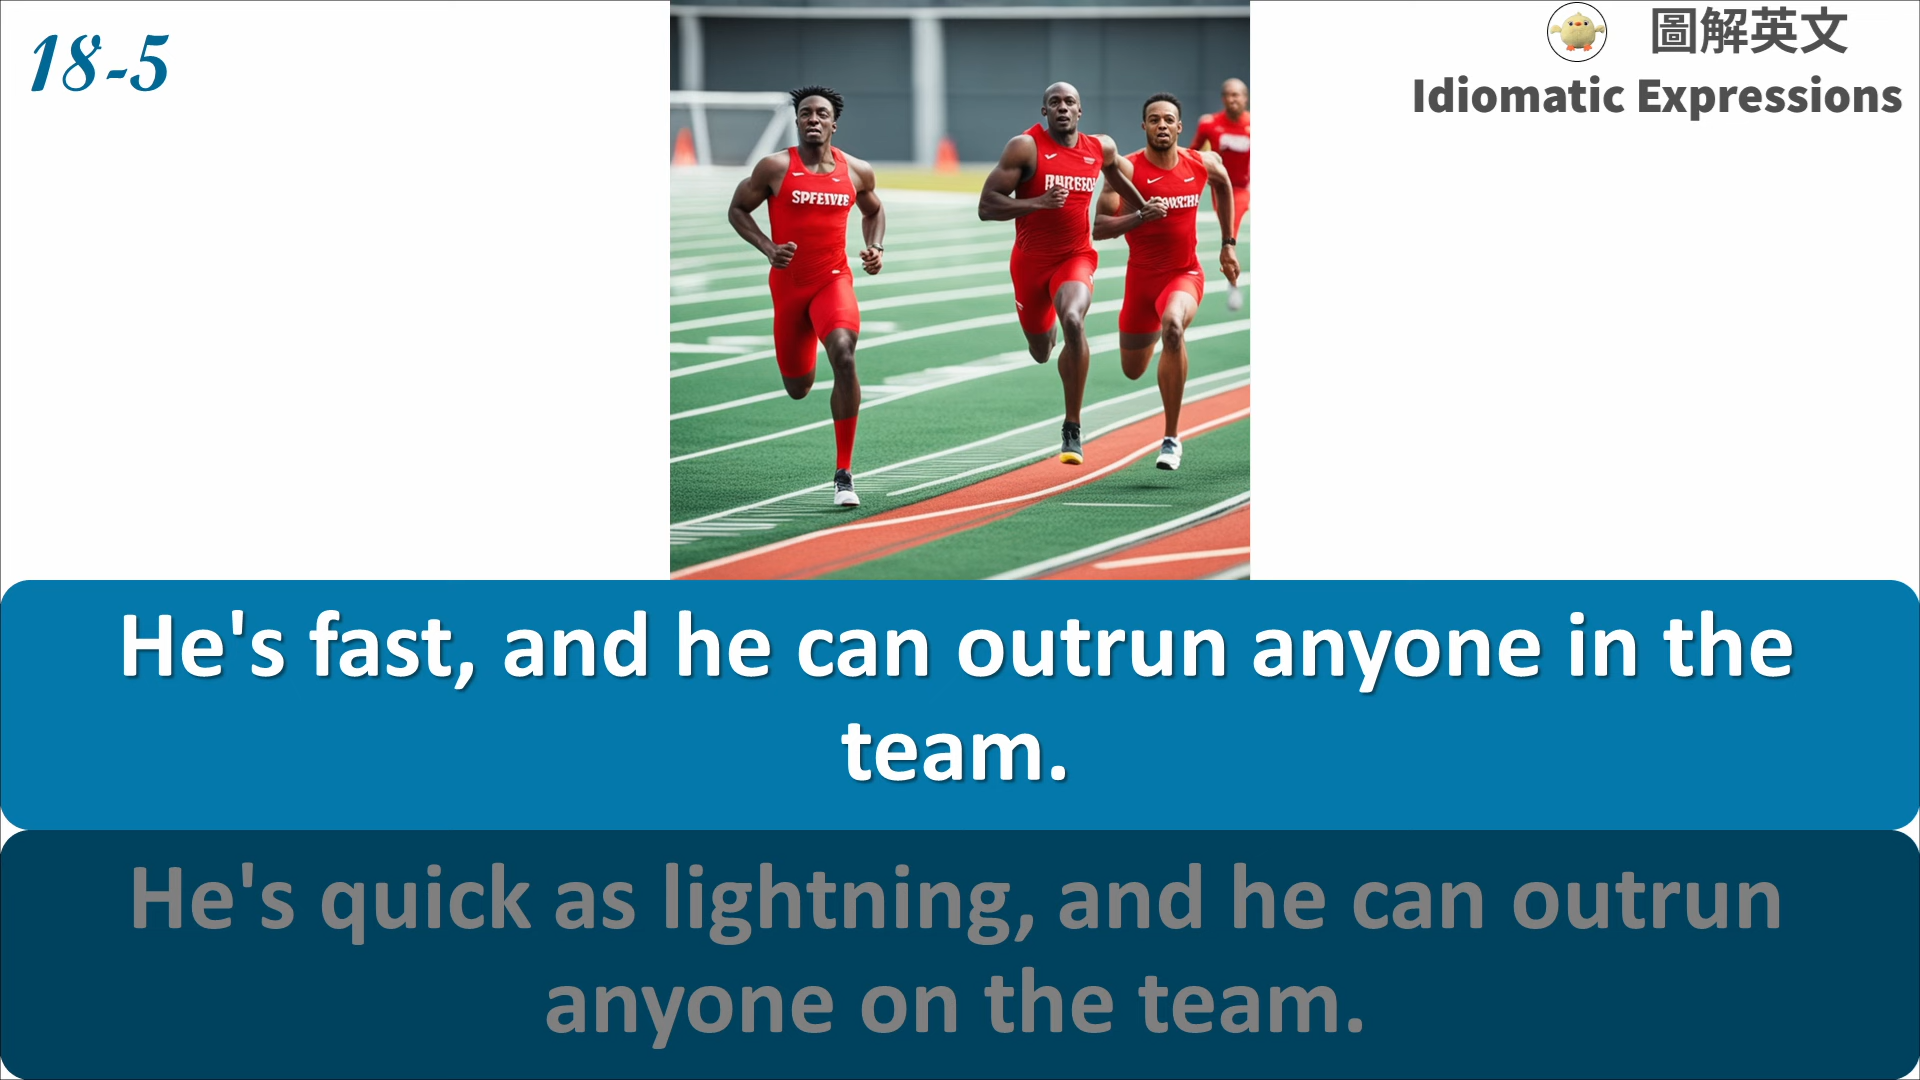 18-5
圖解英文
Idiomatic Expressions
SPFEIVEE
He's fast, and he can outrun anyone in the
team.
He's quick as lightning, and he can outrun
anyone on the team.